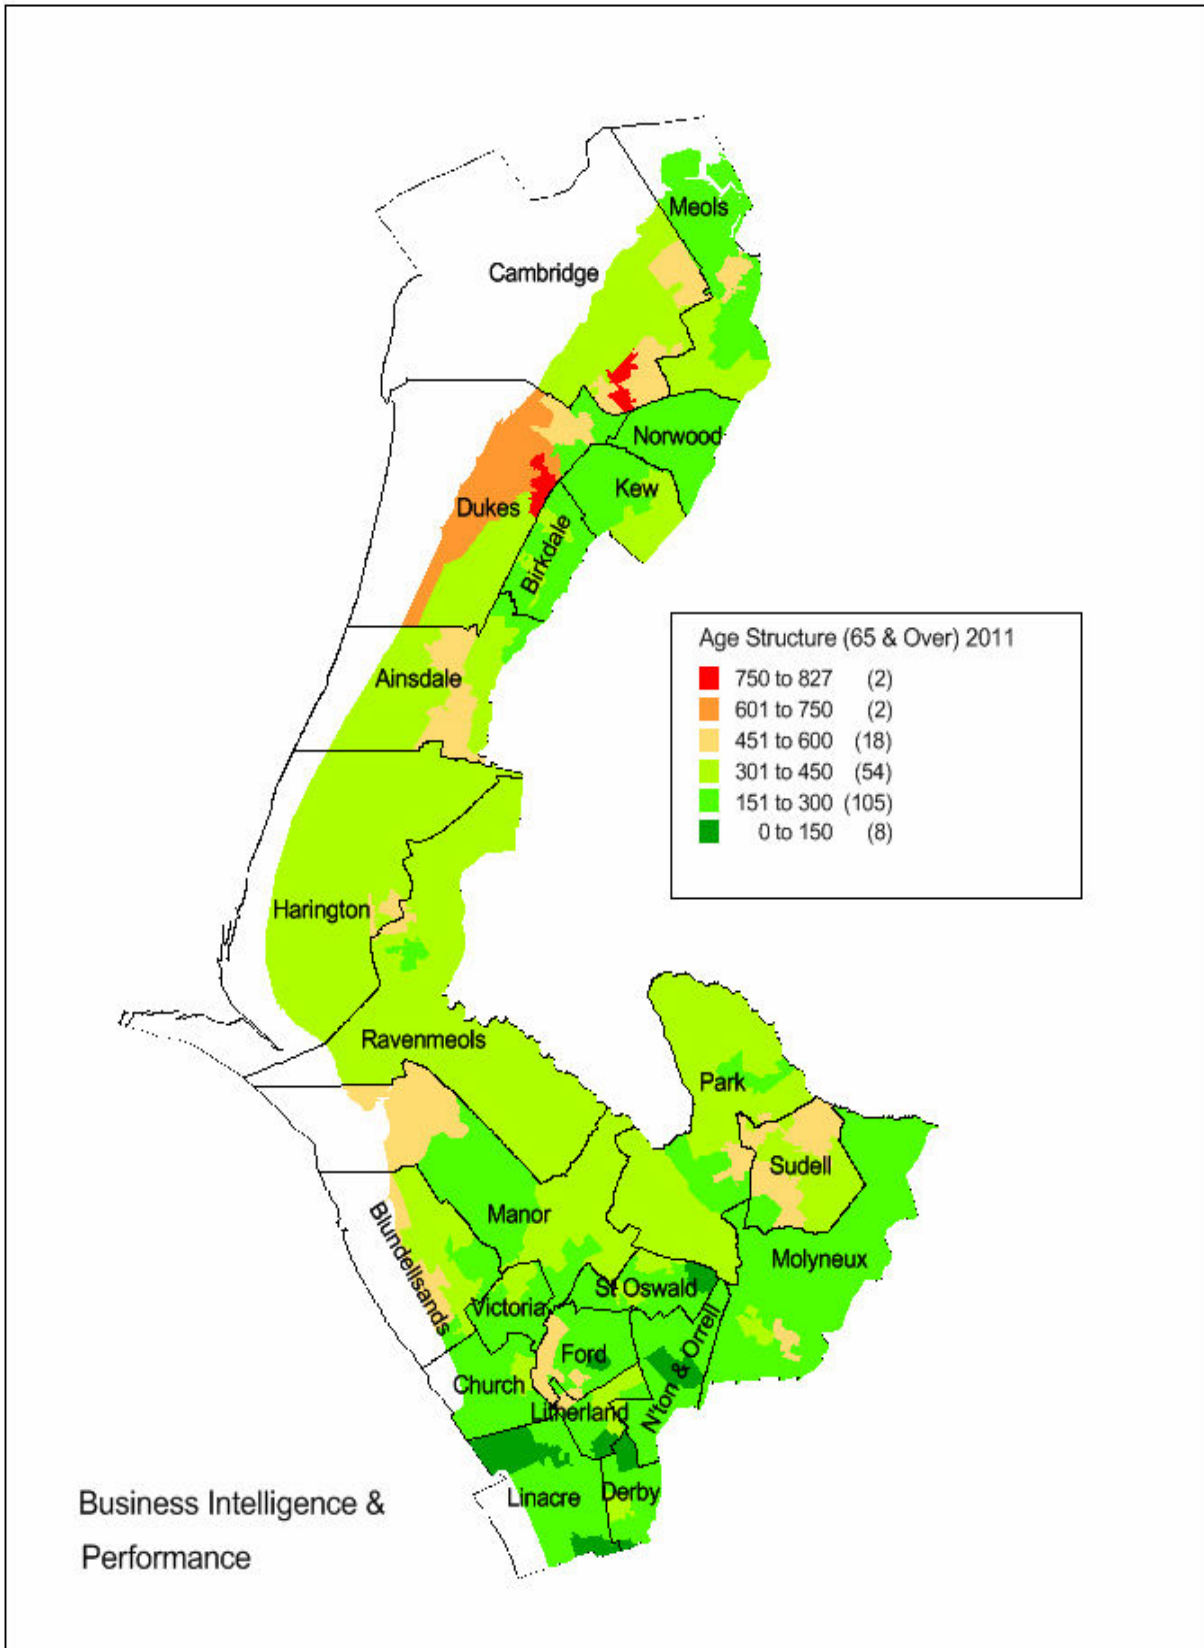 Meols
Cambridge
Norwood
Kew
Dukes
Birkdale
Age Structure (65 & Over) 2011
750 to 827 (2)
601 to 750 (2)
451 to 600 (18)
301 to 450 (54)
151 to 300 (105)
0 to 150 (8)
Ainsdale
Harington
Ravenmeols
Park
Sudell
Manor
Blundellsands
Molyneux
St Oswald
Victoria
N'ton & Orrell
Ford
Church
Litherland
Linacre
Derby
Business Intelligence &
Performance